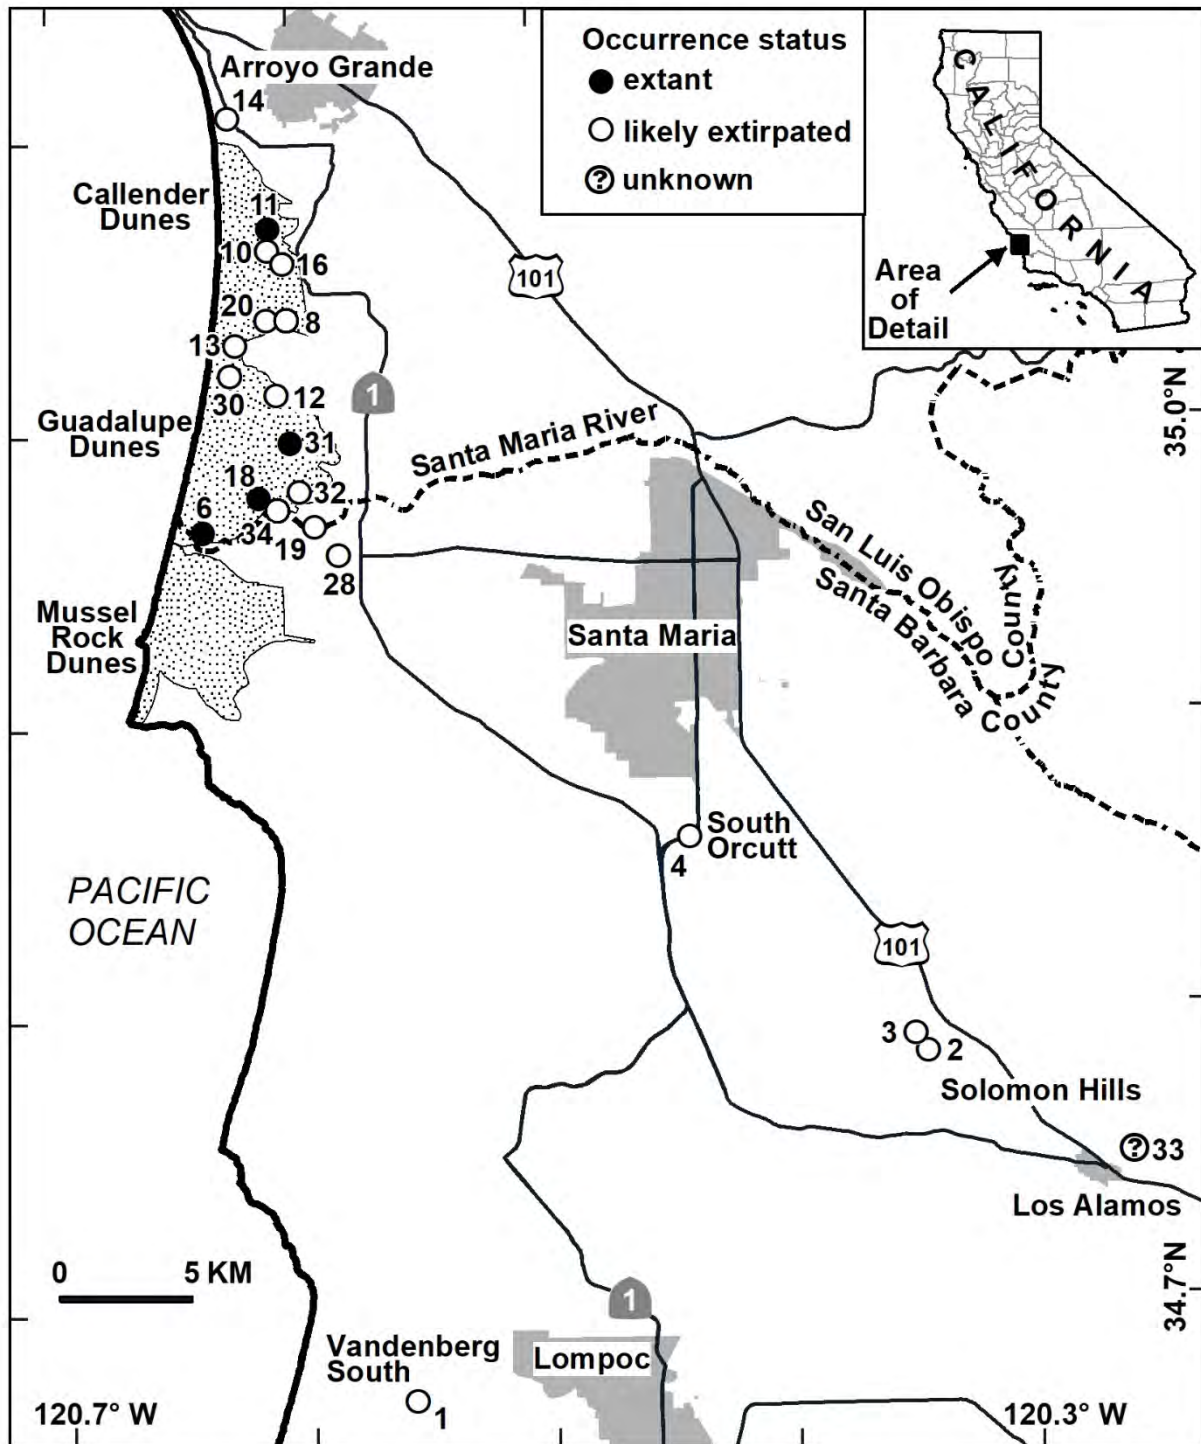 Occurrence status
extant
likely extirpated
? unknown
CALIFORNIA
Area
of
Detail
Arroyo Grande
14
Callender
Dunes
11
10
16
101
20
8
13
30
12
1
35.0° N
Guadalupe
Dunes
31
Santa Maria River
18
32
6
34
19
28
San Luis Obispo
County
Santa Barbara
County
Mussel
Rock
Dunes
Santa Maria
South
Orcutt
4
PACIFIC
OCEAN
101
3
2
Solomon Hills
? 33
Los Alamos
0 5 KM
34.7° N
1
Vandenberg
South
Lompoc
1
120.7° W
120.3° W